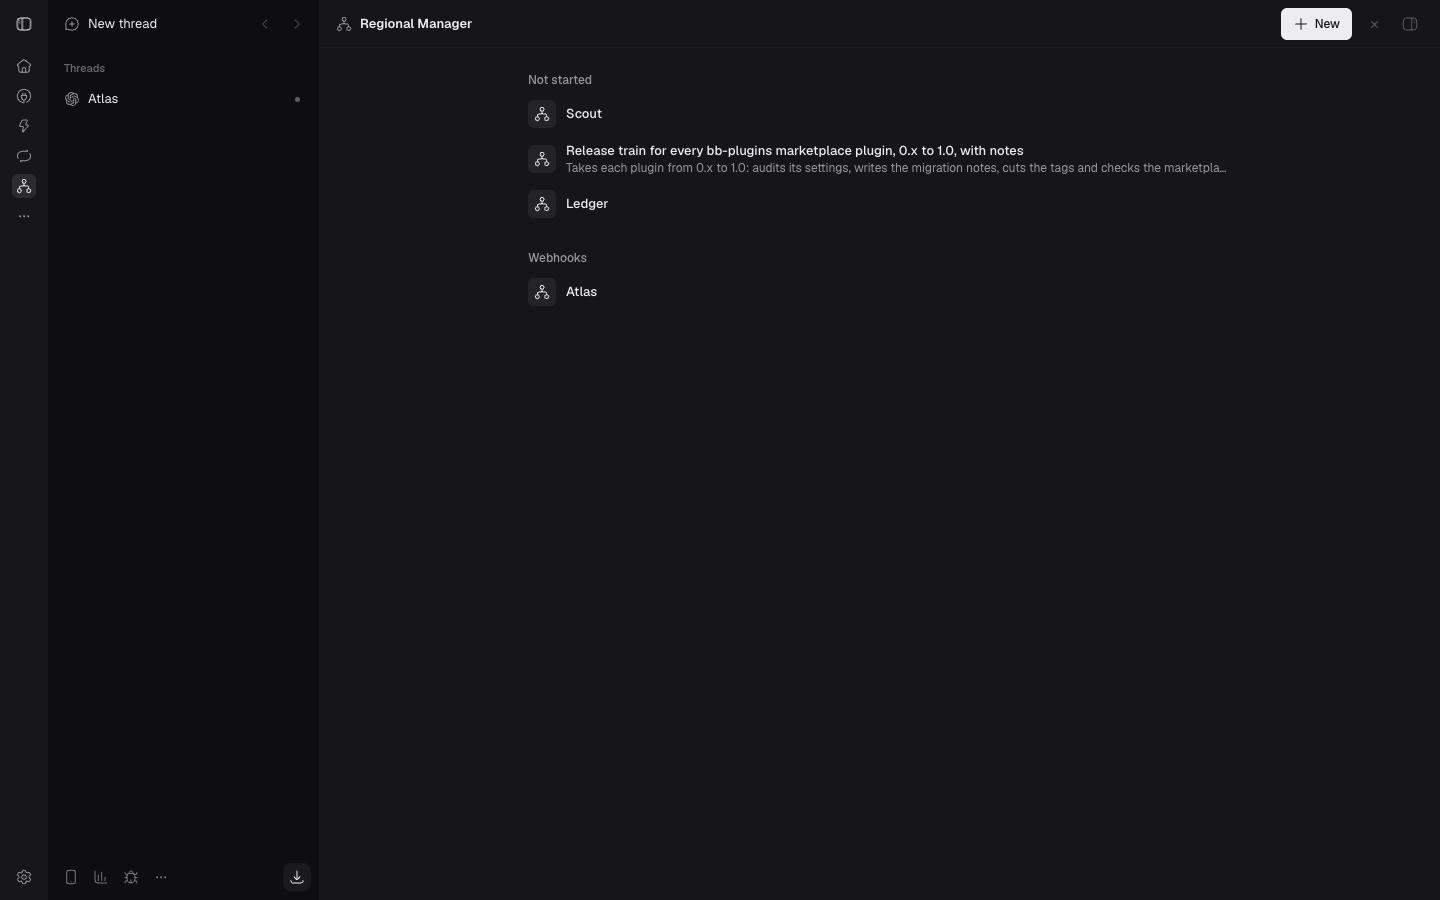 New thread
Threads
Atlas
Regional Manager
New
Not started
Scout
Release train for every bb-plugins marketplace plugin, 0.x to 1.0, with notes
Takes each plugin from 0.x to 1.0: audits its settings, writes the migration notes, cuts the tags and checks the marketpla…
Ledger
Webhooks
Atlas